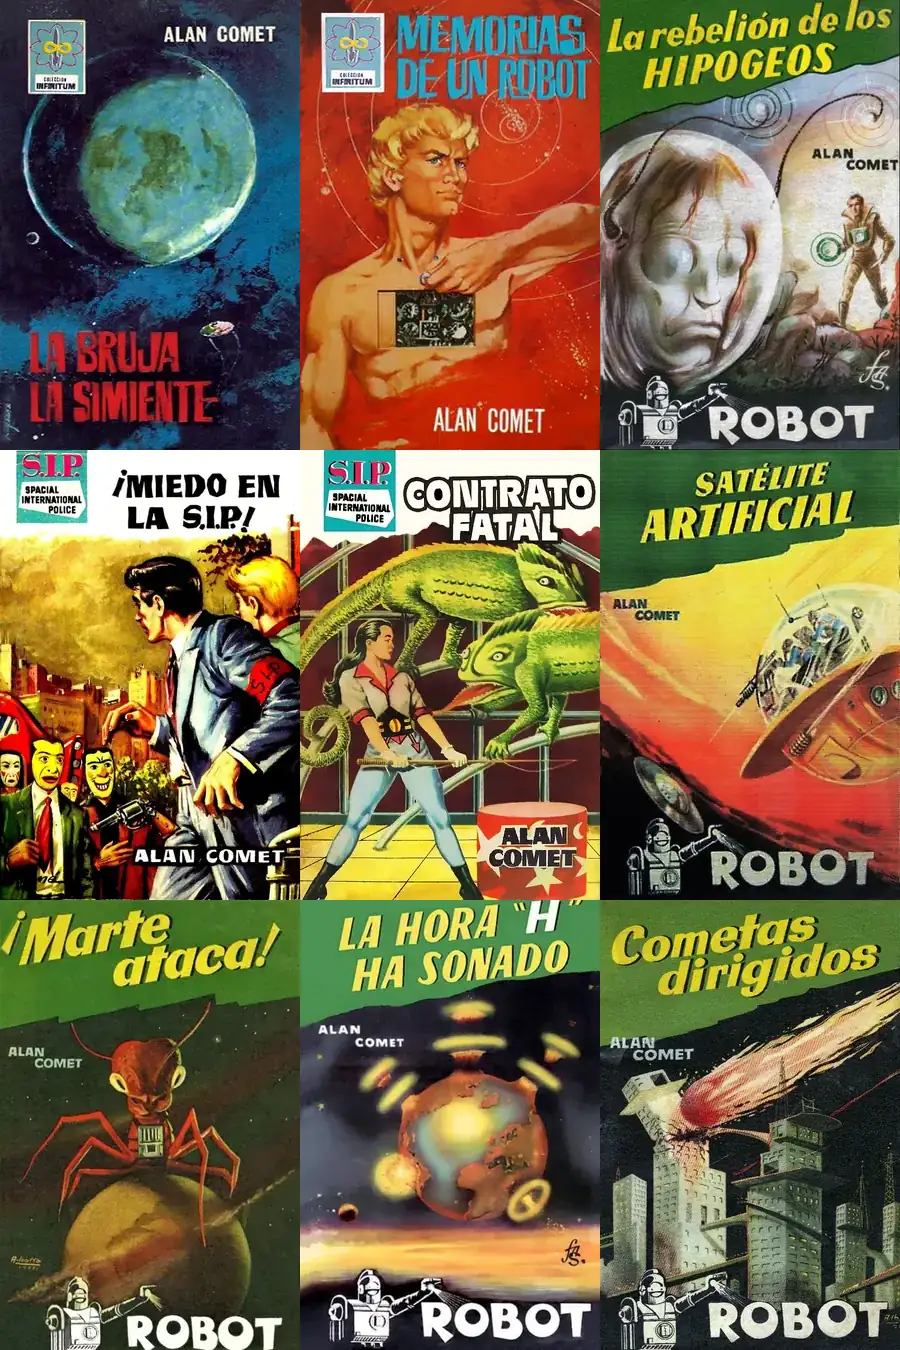 COLECCIÓN
INFINITUM
ALAN COMET
LA BRUJA
LA SIMIENTE
COLECCIÓN
INFINITUM
MEMORIAS
DE UN ROBOT
ALAN COMET
La rebelión de los
HIPOGEOS
ALAN
COMET
ROBOT
S.I.P.
SPACIAL
INTERNATIONAL
POLICE
¡MIEDO EN
LA S.I.P.!
S.I.P.
ALAN COMET
S.I.P.
SPACIAL
INTERNATIONAL
POLICE
CONTRATO
FATAL
ALAN
COMET
SATÉLITE
ARTIFICIAL
ALAN
COMET
ROBOT
¡Marte
ataca!
ALAN
COMET
ROBOT
LA HORA "H"
HA SONADO
ALAN
COMET
ROBOT
Cometas
dirigidos
ALAN
COMET
ROBOT